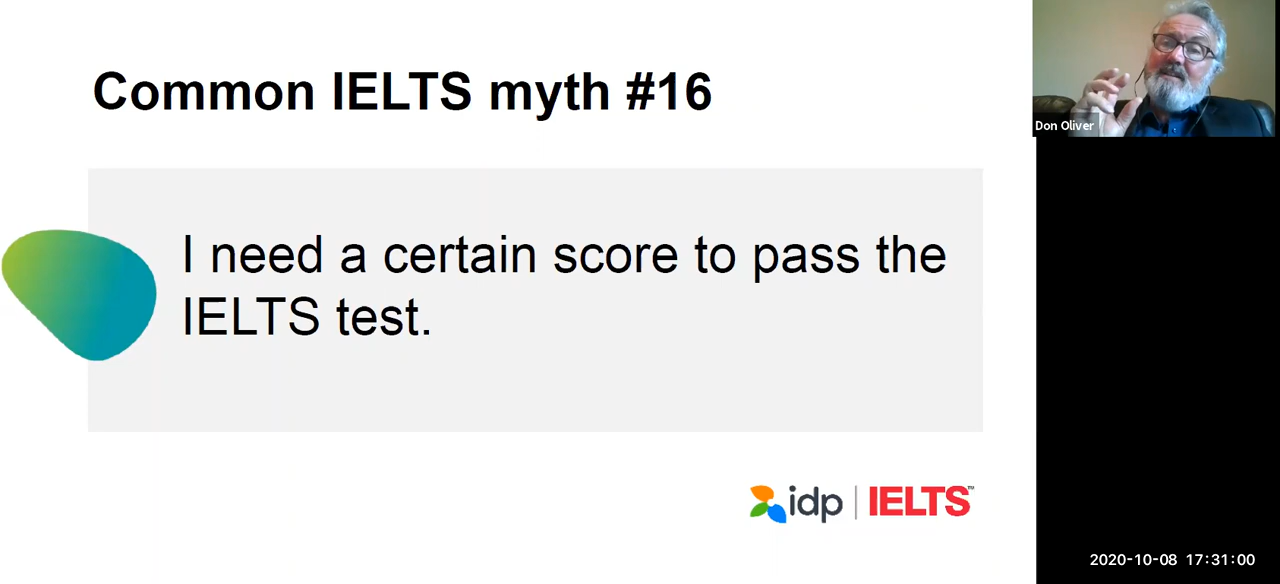 Common IELTS myth #16
Don Oliver
I need a certain score to pass the
IELTS test.
idp | IELTS™
2020-10-08 17:31:00